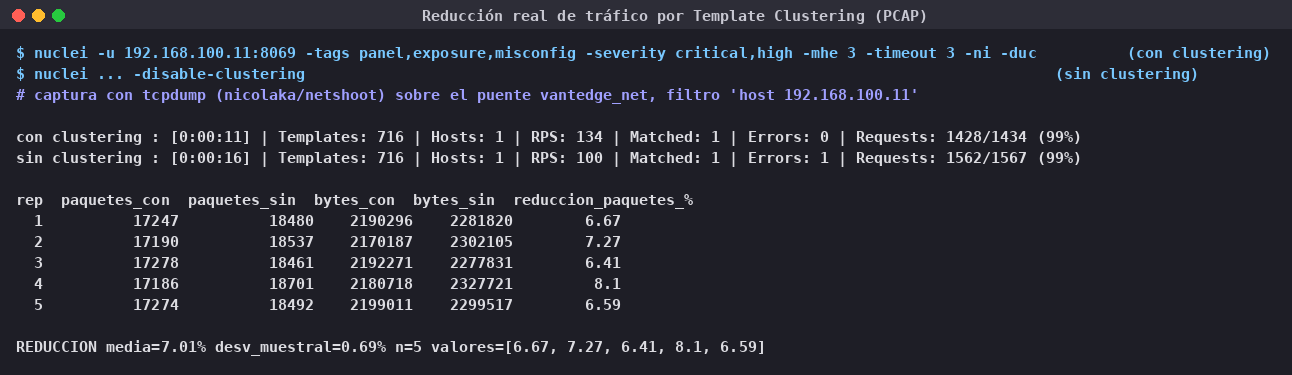 Reducción real de tráfico por Template Clustering (PCAP)
$ nuclei -u 192.168.100.11:8069 -tags panel,exposure,misconfig -severity critical,high -mhe 3 -timeout 3 -ni -duc          (con clustering)
$ nuclei ... -disable-clustering                                                                                   (sin clustering)
# captura con tcpdump (nicolaka/netshoot) sobre el puente vantedge_net, filtro 'host 192.168.100.11'
con clustering : [0:00:11] | Templates: 716 | Hosts: 1 | RPS: 134 | Matched: 1 | Errors: 0 | Requests: 1428/1434 (99%)
sin clustering : [0:00:16] | Templates: 716 | Hosts: 1 | RPS: 100 | Matched: 1 | Errors: 1 | Requests: 1562/1567 (99%)
rep  paquetes_con  paquetes_sin  bytes_con  bytes_sin  reduccion_paquetes_%
  1          17247          18480    2190296    2281820        6.67
  2          17190          18537    2170187    2302105        7.27
  3          17278          18461    2192271    2277831        6.41
  4          17186          18701    2180718    2327721         8.1
  5          17274          18492    2199011    2299517        6.59
REDUCCION media=7.01% desv_muestral=0.69% n=5 valores=[6.67, 7.27, 6.41, 8.1, 6.59]